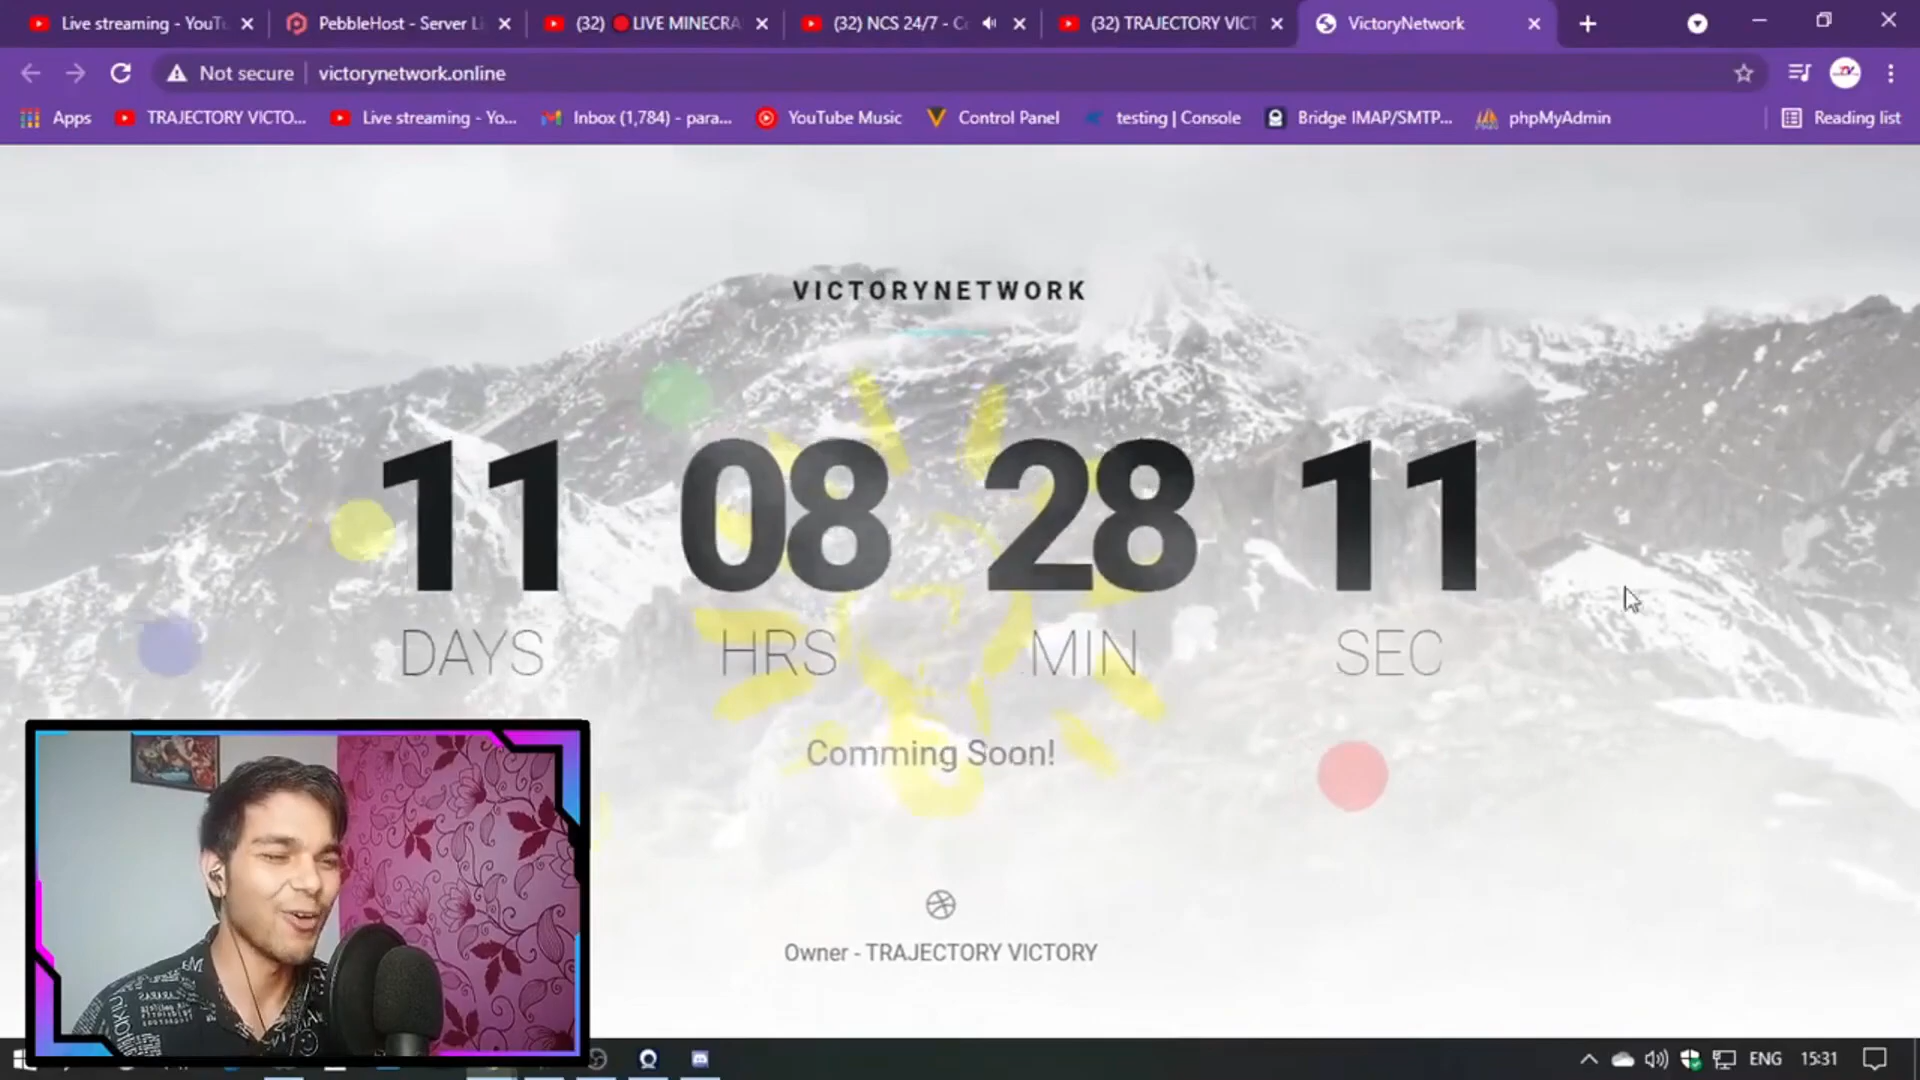 Live streaming - YouTu
PebbleHost - Server Li
(32) 🔴LIVE MINECRA
(32) NCS 24/7 - Co
(32) TRAJECTORY VICT
VictoryNetwork
Not secure
victorynetwork.online
Apps
TRAJECTORY VICTO...
Live streaming - Yo...
Inbox (1,784) - para...
YouTube Music
Control Panel
testing | Console
Bridge IMAP/SMTP...
phpMyAdmin
Reading list
VICTORYNETWORK
11 08 28 11
DAYS HRS MIN SEC
Comming Soon!
Owner - TRAJECTORY VICTORY
ENG
15:31